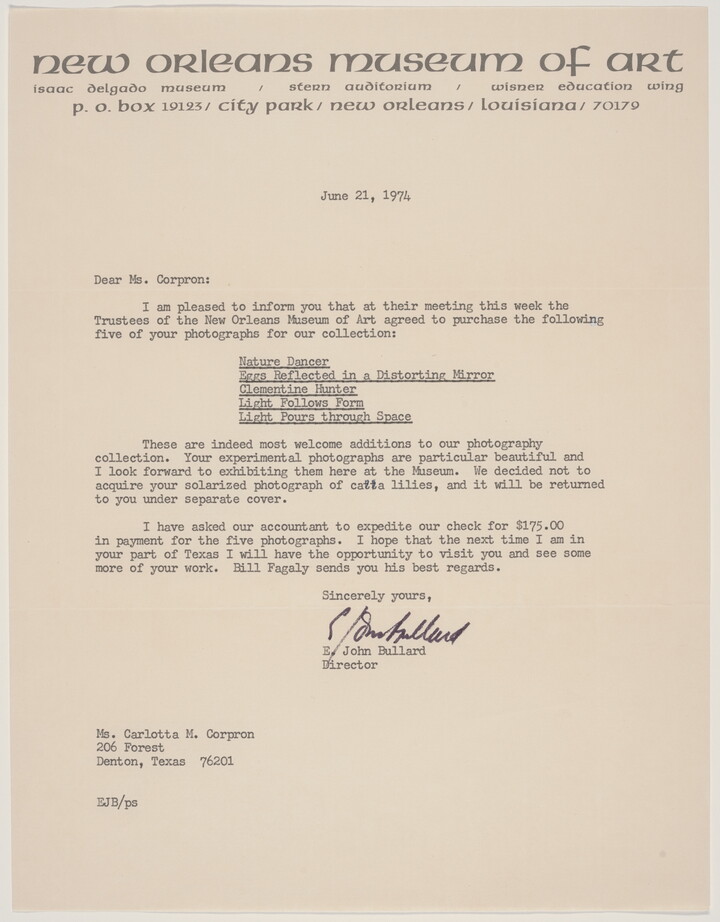 new orleans museum of art
isaac delgado museum / stern auditorium / wisner education wing
p. o. box 19123 / city park / new orleans / louisiana / 70179
June 21, 1974
Dear Ms. Corpron:
I am pleased to inform you that at their meeting this week the
Trustees of the New Orleans Museum of Art agreed to purchase the following
five of your photographs for our collection:
Nature Dancer
Eggs Reflected in a Distorting Mirror
Clementine Hunter
Light Follows Form
Light Pours through Space
These are indeed most welcome additions to our photography
collection. Your experimental photographs are particular beautiful and
I look forward to exhibiting them here at the Museum. We decided not to
acquire your solarized photograph of calla lilies, and it will be returned
to you under separate cover.
I have asked our accountant to expedite our check for $175.00
in payment for the five photographs. I hope that the next time I am in
your part of Texas I will have the opportunity to visit you and see some
more of your work. Bill Fagaly sends you his best regards.
Sincerely yours,
E John Bullard
E. John Bullard
Director
Ms. Carlotta M. Corpron
206 Forest
Denton, Texas 76201
EJB/ps